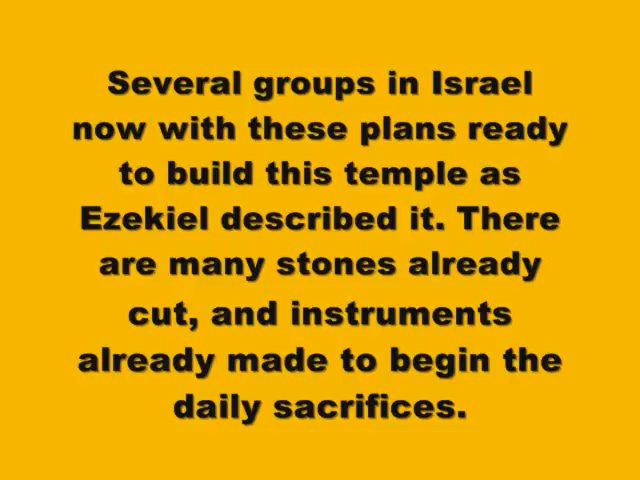 Several groups in Israel
now with these plans ready
to build this temple as
Ezekiel described it. There
are many stones already
cut, and instruments
already made to begin the
daily sacrifices.